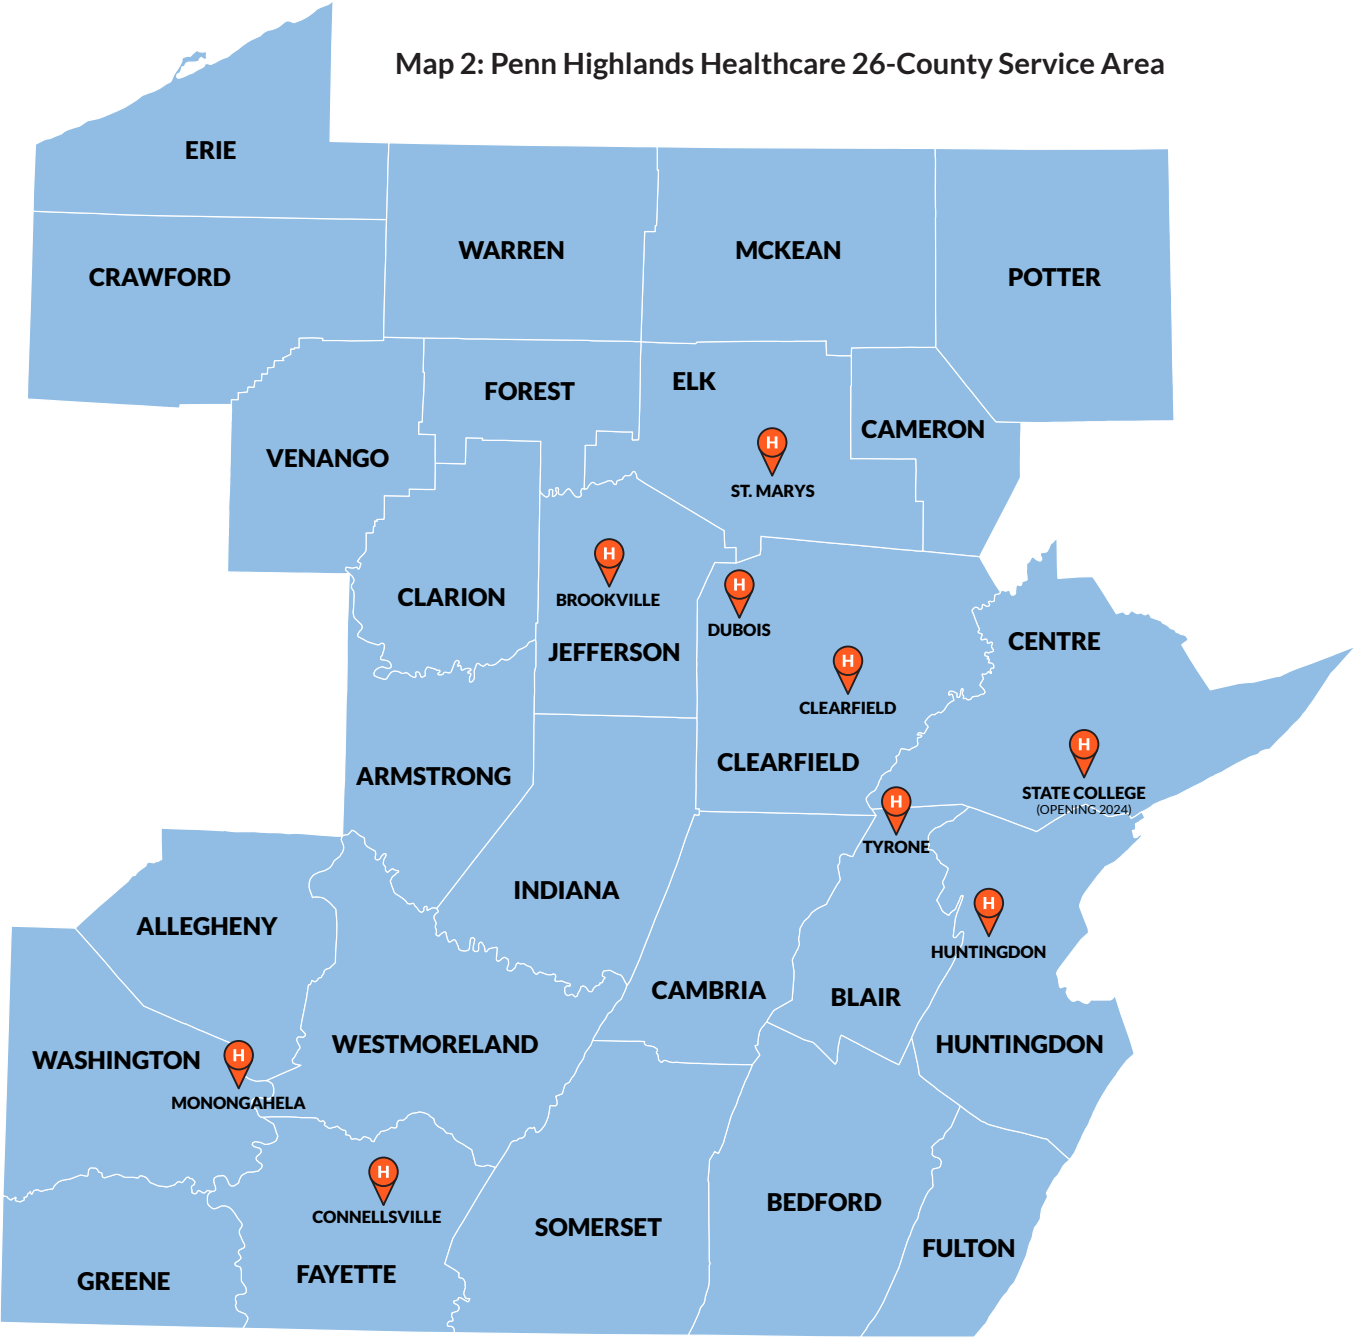 Map 2: Penn Highlands Healthcare 26-County Service Area
ERIE
WARREN
MCKEAN
CRAWFORD
POTTER
ELK
FOREST
CAMERON
VENANGO
H
ST. MARYS
H
BROOKVILLE
H
DUBOIS
CLARION
JEFFERSON
CENTRE
H
CLEARFIELD
CLEARFIELD
H
STATE COLLEGE
(OPENING 2024)
ARMSTRONG
H
TYRONE
INDIANA
H
HUNTINGDON
ALLEGHENY
CAMBRIA
BLAIR
WESTMORELAND
HUNTINGDON
WASHINGTON
H
MONONGAHELA
H
CONNELLSVILLE
BEDFORD
SOMERSET
FULTON
FAYETTE
GREENE